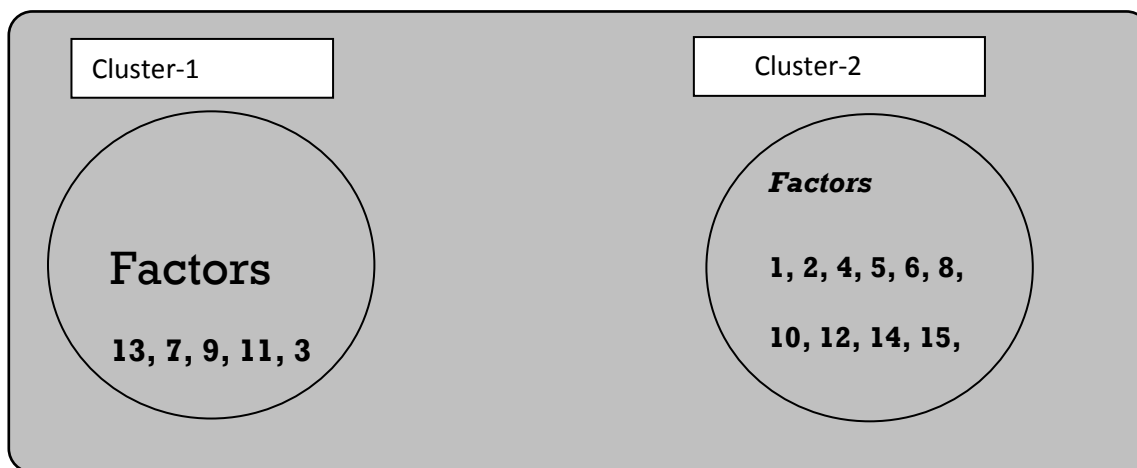 Cluster-1
Factors
13, 7, 9, 11, 3
Cluster-2
Factors
1, 2, 4, 5, 6, 8,
10, 12, 14, 15,